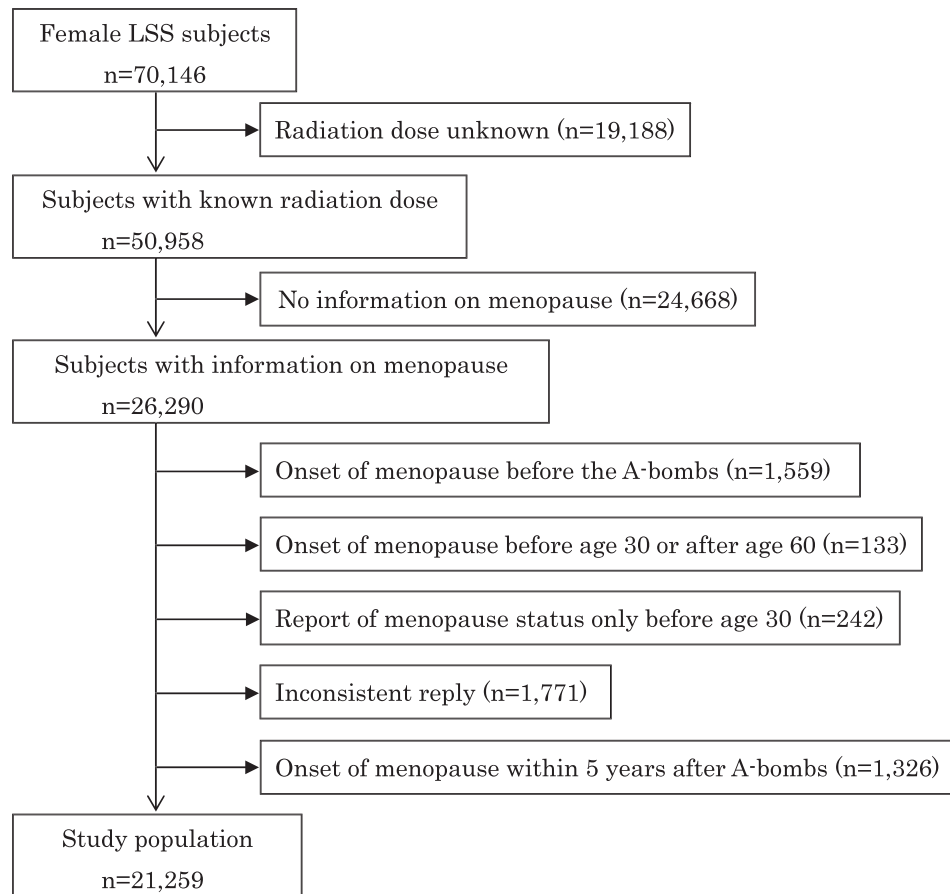 Female LSS subjects
n=70,146
Radiation dose unknown (n=19,188)
Subjects with known radiation dose
n=50,958
No information on menopause (n=24,668)
Subjects with information on menopause
n=26,290
Onset of menopause before the A-bombs (n=1,559)
Onset of menopause before age 30 or after age 60 (n=133)
Report of menopause status only before age 30 (n=242)
Inconsistent reply (n=1,771)
Onset of menopause within 5 years after A-bombs (n=1,326)
Study population
n=21,259